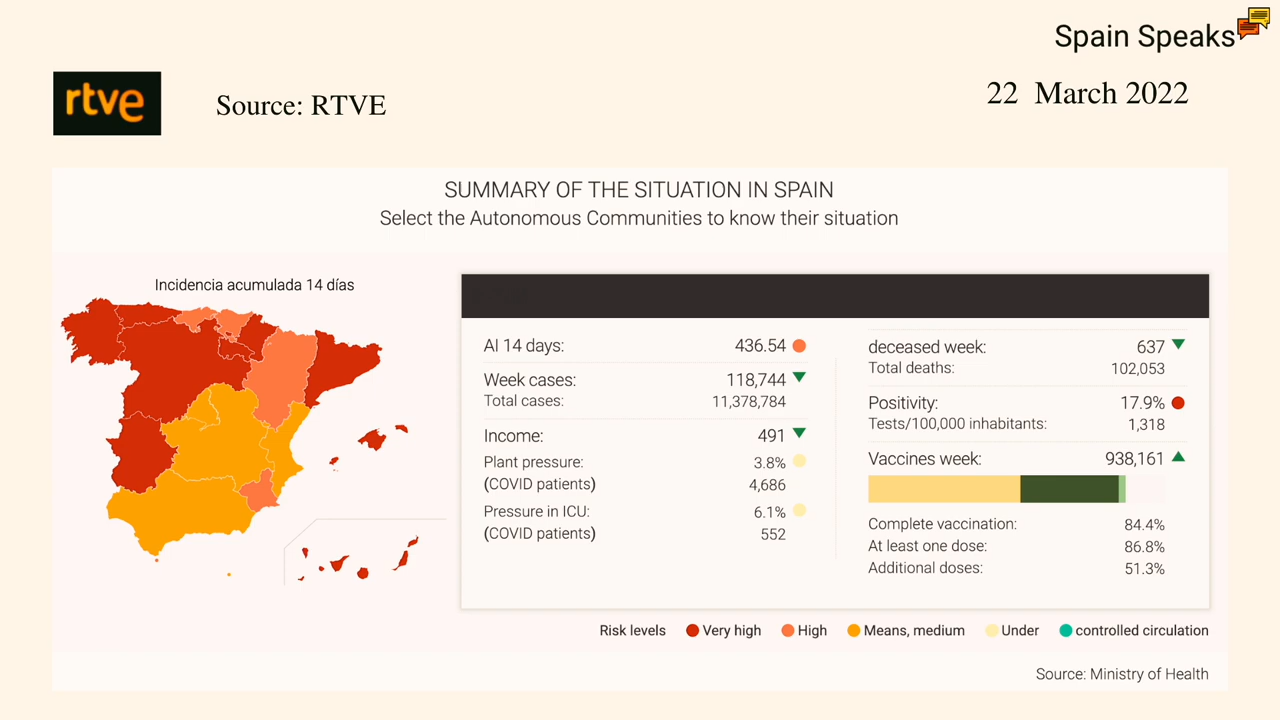 Spain Speaks
rtve
Source: RTVE
22 March 2022
SUMMARY OF THE SITUATION IN SPAIN
Select the Autonomous Communities to know their situation
Incidencia acumulada 14 días
AI 14 days: 436.54
Week cases: 118,744
Total cases: 11,378,784
Income: 491
Plant pressure: 3.8%
(COVID patients) 4,686
Pressure in ICU: 6.1%
(COVID patients) 552
deceased week: 637
Total deaths: 102,053
Positivity: 17.9%
Tests/100,000 inhabitants: 1,318
Vaccines week: 938,161
Complete vaccination: 84.4%
At least one dose: 86.8%
Additional doses: 51.3%
Risk levels Very high High Means, medium Under controlled circulation
Source: Ministry of Health